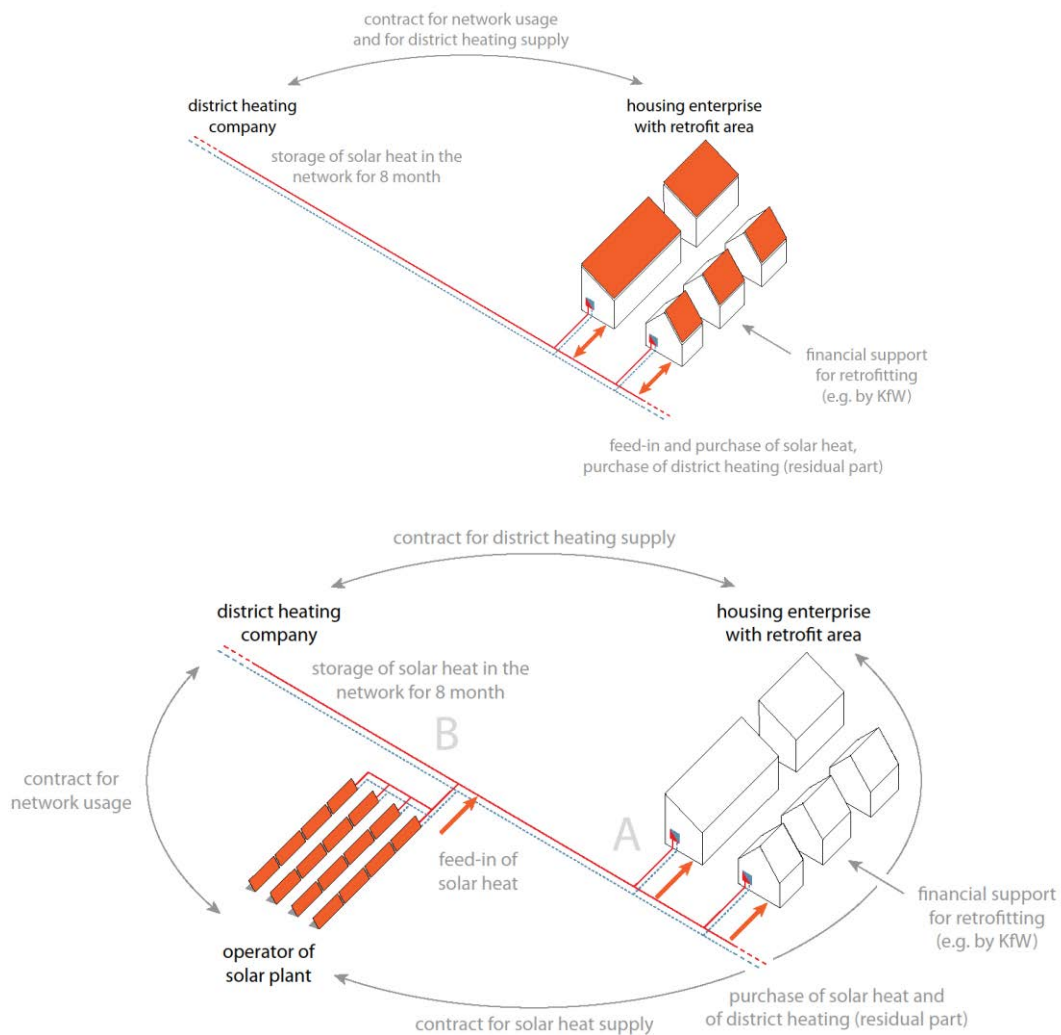 contract for network usage
and for district heating supply
district heating
company
housing enterprise
with retrofit area
storage of solar heat in the
network for 8 month
financial support
for retrofitting
(e.g. by KfW)
feed-in and purchase of solar heat,
purchase of district heating (residual part)
contract for district heating supply
district heating
company
housing enterprise
with retrofit area
storage of solar heat in the
network for 8 month
B
contract for
network usage
A
feed-in of
solar heat
financial support
for retrofitting
(e.g. by KfW)
operator of
solar plant
purchase of solar heat and
of district heating (residual part)
contract for solar heat supply